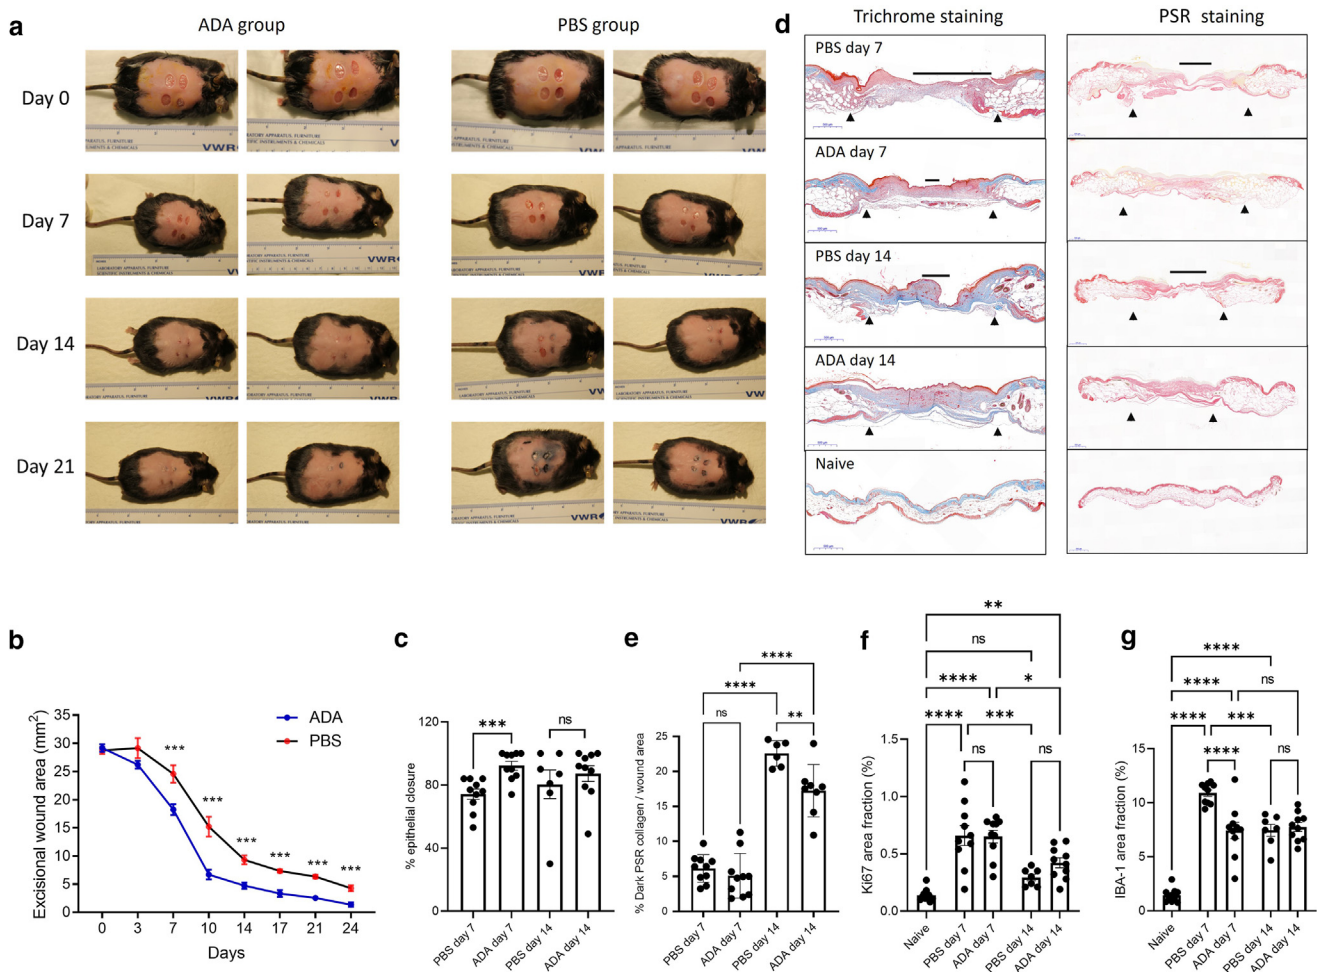 a
ADA group
PBS group
Day 0
Day 7
Day 14
Day 21
VWR
VWR
VWR
VWR
VWR
d
Trichrome staining
PSR staining
PBS day 7
ADA day 7
PBS day 14
ADA day 14
Naive
b
Excisional wound area (mm²)
35
30
25
20
15
10
5
0
0 3 7 10 14 17 21 24
Days
ADA
PBS
***
***
***
***
***
***
c
% epithelial closure
120
80
40
0
***
ns
PBS day 7
ADA day 7
PBS day 14
ADA day 14
e
% Dark PSR collagen / wound area
30
25
20
15
10
5
0
****
****
ns
**
PBS day 7
ADA day 7
PBS day 14
ADA day 14
f
Ki67 area fraction (%)
1.5
1.0
0.5
0.0
**
ns
****
*
****
***
ns
ns
Naive
PBS day 7
ADA day 7
PBS day 14
ADA day 14
g
IBA-1 area fraction (%)
15
10
5
0
****
****
ns
****
***
****
ns
Naive
PBS day 7
ADA day 7
PBS day 14
ADA day 14